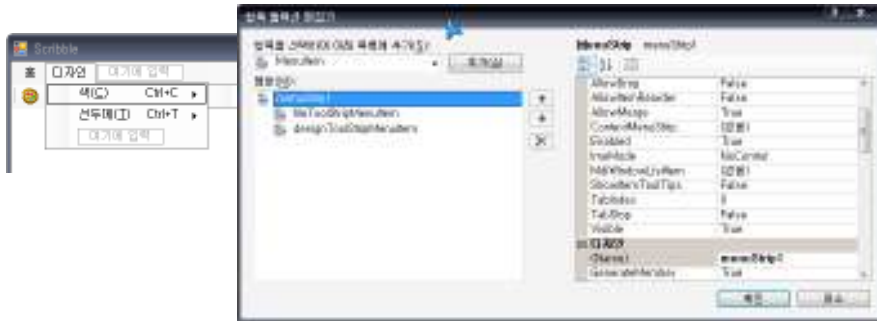 Scribble
홈 디자인 여기에 입력
색(C) Ctrl+C
선두께(T) Ctrl+T
여기에 입력
항목 컬렉션 편집기
항목을 선택하여 아래 목록에 추가(S):
MenuItem 추가(A)
멤버(M):
menuStrip1
fileToolStripMenuItem
designToolStripMenuItem
MenuStrip menuStrip1
AllowDrop False
AllowItemReorder False
AllowMerge True
ContextMenuStrip (없음)
Enabled True
ImeMode NoControl
MdiWindowListItem (없음)
ShowItemToolTips False
TabIndex
TabStop False
Visible True
디자인
(Name) menuStrip1
GenerateMember True
확인 취소